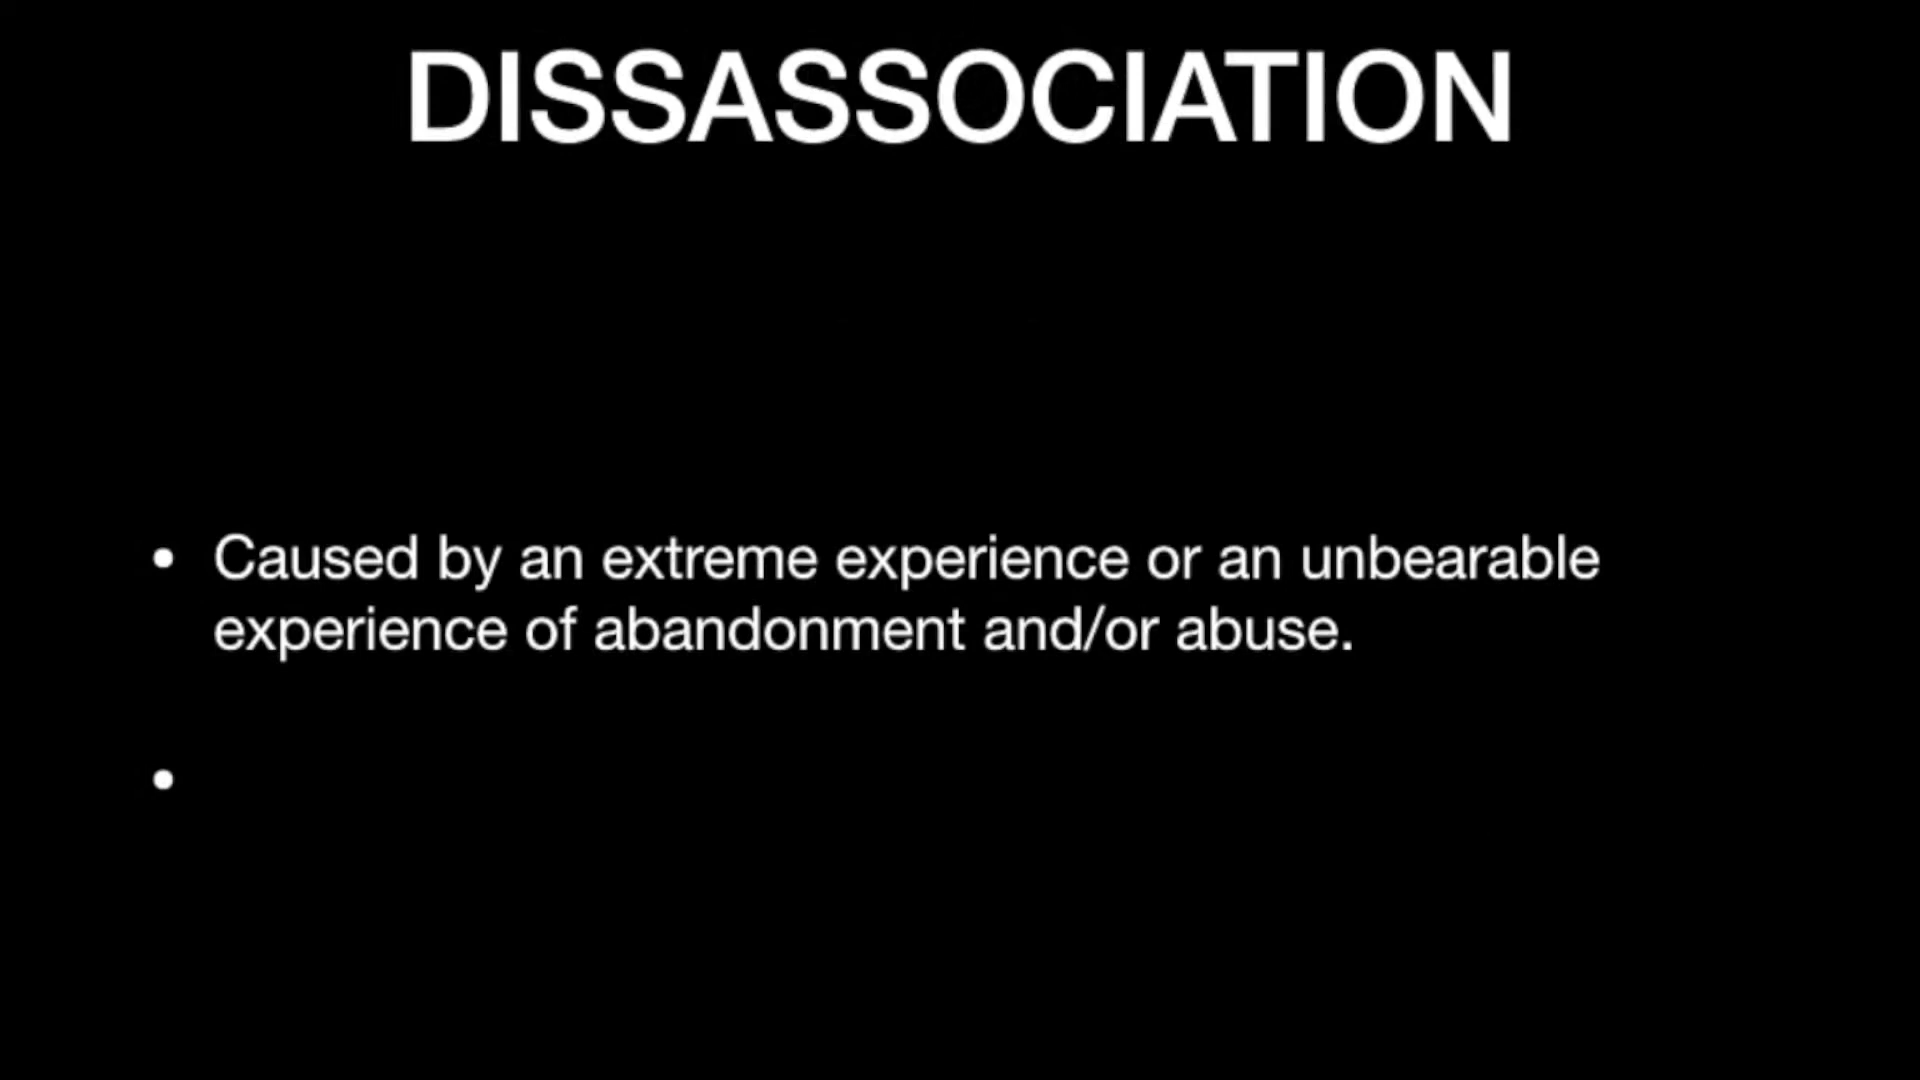 DISSASSOCIATION
• Caused by an extreme experience or an unbearable
experience of abandonment and/or abuse.
•